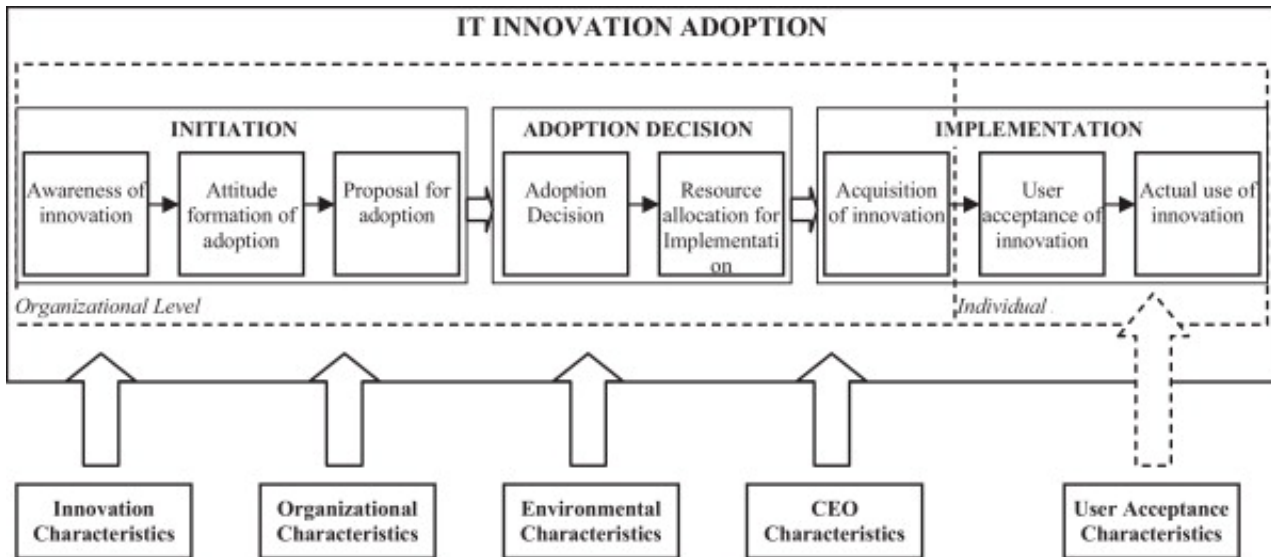 IT INNOVATION ADOPTION
INITIATION
Awareness of
innovation
Attitude
formation of
adoption
Proposal for
adoption
ADOPTION DECISION
Adoption
Decision
Resource
allocation for
Implementati
on
IMPLEMENTATION
Acquisition
of innovation
User
acceptance of
innovation
Actual use of
innovation
Organizational Level
Individual
Innovation
Characteristics
Organizational
Characteristics
Environmental
Characteristics
CEO
Characteristics
User Acceptance
Characteristics